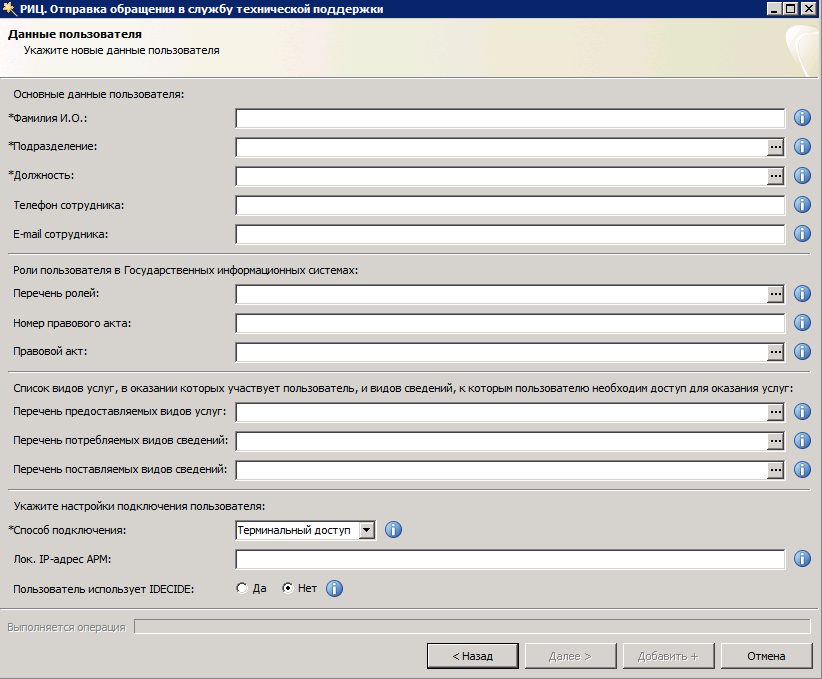 РИЦ. Отправка обращения в службу технической поддержки
Данные пользователя
Укажите новые данные пользователя
Основные данные пользователя:
*Фамилия И.О.:
*Подразделение:
*Должность:
Телефон сотрудника:
E-mail сотрудника:
Роли пользователя в Государственных информационных системах:
Перечень ролей:
Номер правового акта:
Правовой акт:
Список видов услуг, в оказании которых участвует пользователь, и видов сведений, к которым пользователю необходим доступ для оказания услуг:
Перечень предоставляемых видов услуг:
Перечень потребляемых видов сведений:
Перечень поставляемых видов сведений:
Укажите настройки подключения пользователя:
*Способ подключения: Терминальный доступ
Лок. IP-адрес АРМ:
Пользователь использует IDECIDE: Да Нет
Выполняется операция
< Назад Далее > Добавить + Отмена